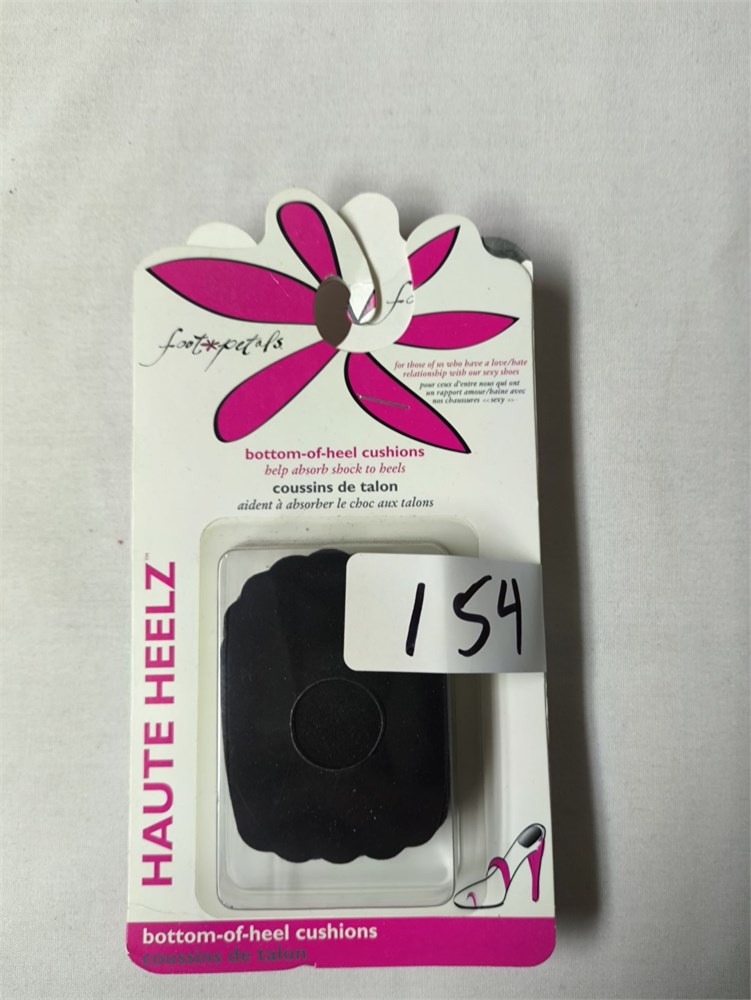 foot*petals
fo
for those of us who have a love/hate
relationship with our sexy shoes
pour ceux d'entre nous qui ont
un rapport amour/haine avec
nos chaussures «sexy»
bottom-of-heel cushions
help absorb shock to heels
coussins de talon
aident à absorber le choc aux talons
154
HAUTE HEELZ™
bottom-of-heel cushions
coussins de talon